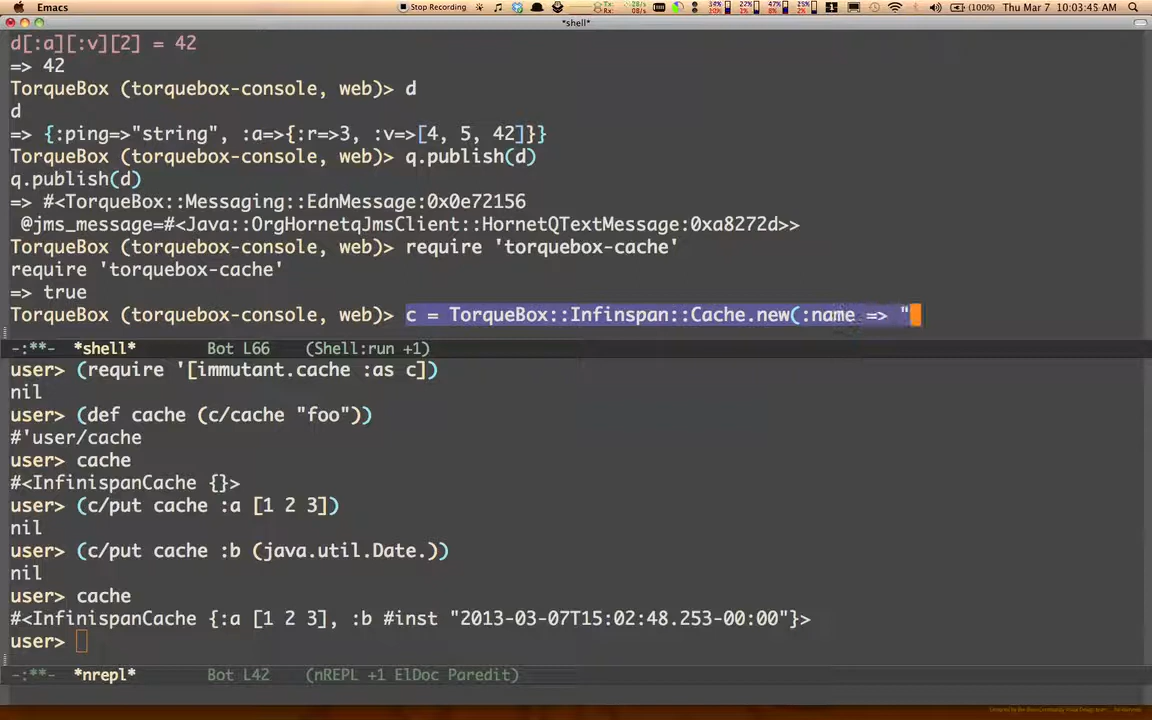 Emacs
Stop Recording
(100%) Thu Mar 7 10:03:45 AM
*shell*
d[:a][:v][2] = 42
=> 42
TorqueBox (torquebox-console, web)> d
d
=> {:ping=>"string", :a=>{:r=>3, :v=>[4, 5, 42]}}
TorqueBox (torquebox-console, web)> q.publish(d)
q.publish(d)
=> #<TorqueBox::Messaging::EdnMessage:0x0e72156
@jms_message=#<Java::OrgHornetqJmsClient::HornetQTextMessage:0xa8272d>>
TorqueBox (torquebox-console, web)> require 'torquebox-cache'
require 'torquebox-cache'
=> true
TorqueBox (torquebox-console, web)> c = TorqueBox::Infinspan::Cache.new(:name => "
-:**- *shell* Bot L66 (Shell:run +1)
user> (require '[immutant.cache :as c])
nil
user> (def cache (c/cache "foo"))
#'user/cache
user> cache
#<InfinispanCache {}>
user> (c/put cache :a [1 2 3])
nil
user> (c/put cache :b (java.util.Date.))
nil
user> cache
#<InfinispanCache {:a [1 2 3], :b #inst "2013-03-07T15:02:48.253-00:00"}>
user>
-:**- *nrepl* Bot L42 (nREPL +1 ElDoc Paredit)